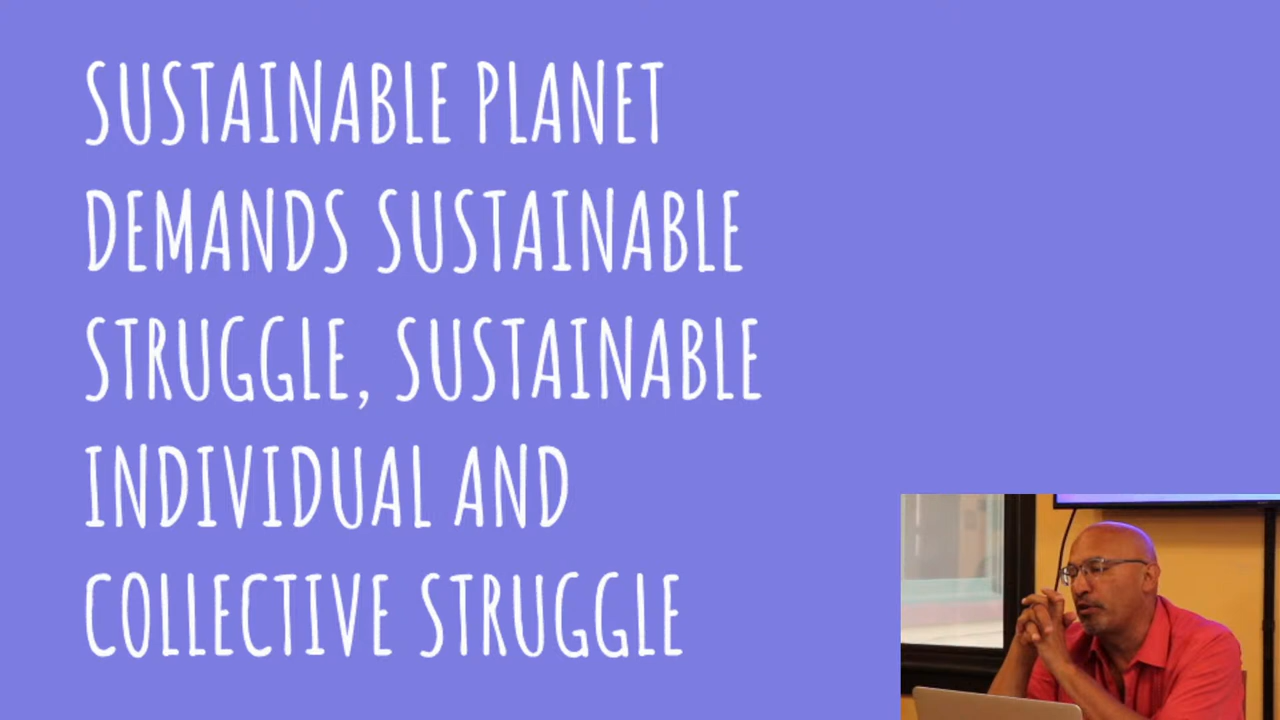 SUSTAINABLE PLANET
DEMANDS SUSTAINABLE
STRUGGLE, SUSTAINABLE
INDIVIDUAL AND
COLLECTIVE STRUGGLE